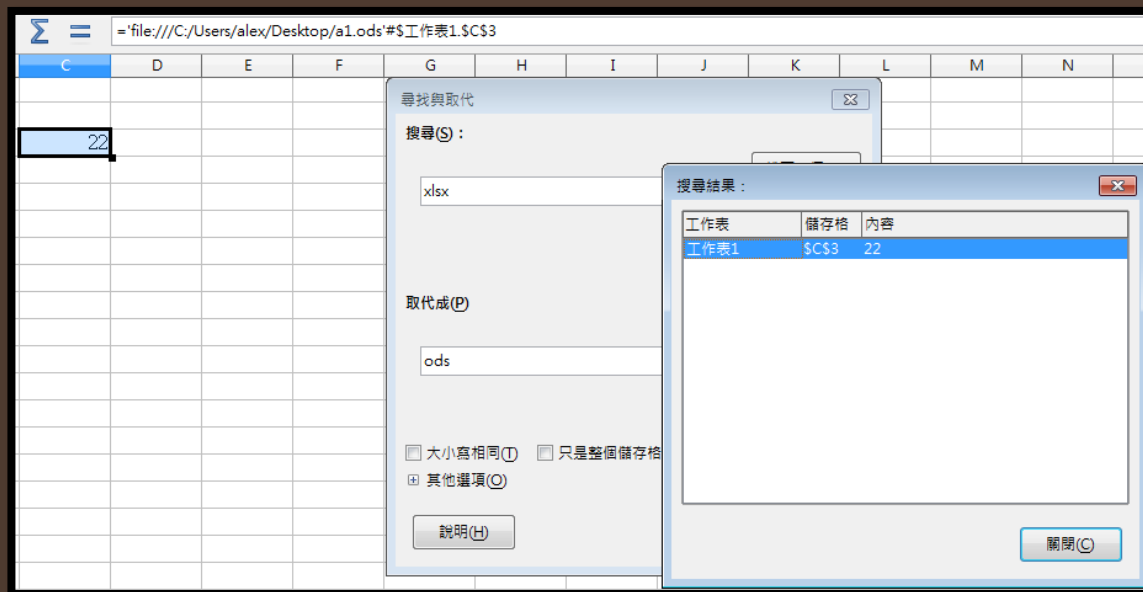 ='file:///C:/Users/alex/Desktop/a1.ods'#$工作表1.$C$3
C D E F G H I J K L M N
22
尋找與取代
搜尋(S)：
xlsx
取代成(P)
ods
大小寫相同(T) 只是整個儲存格
其他選項(O)
說明(H)
搜尋結果：
工作表 儲存格 內容
工作表1 $C$3 22
關閉(C)